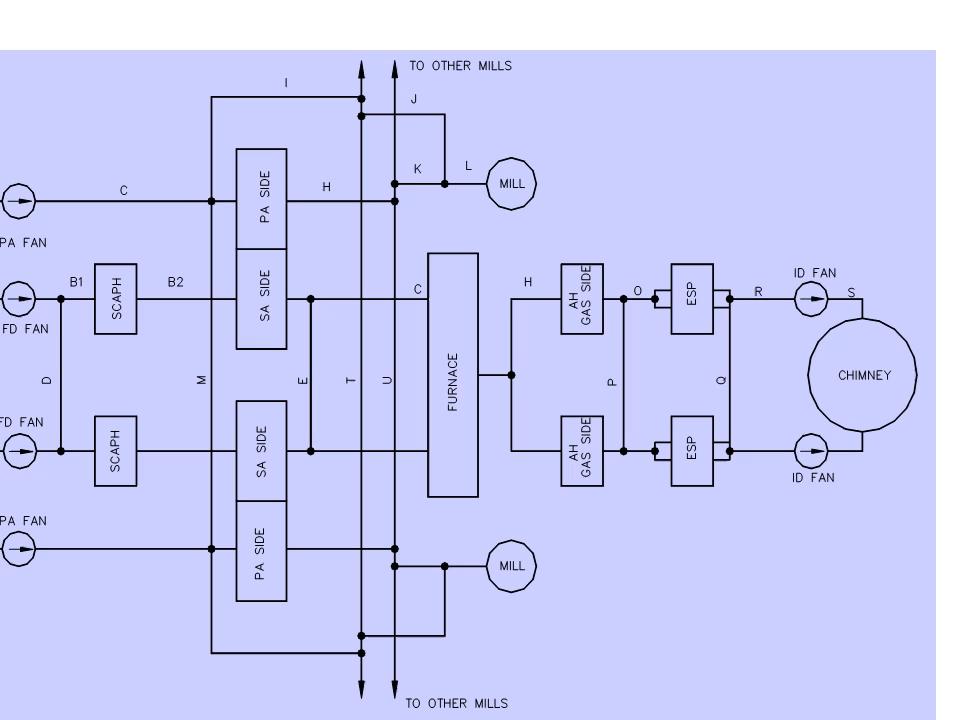 TO OTHER MILLS
I
J
K
L
MILL
C
PA SIDE
H
PA FAN
B1
SCAPH
B2
SA SIDE
C
FD FAN
H
AH
GAS SIDE
O
ESP
R
ID FAN
S
D
M
E
T
U
FURNACE
P
Q
CHIMNEY
FD FAN
SCAPH
SA SIDE
AH
GAS SIDE
ESP
ID FAN
PA FAN
PA SIDE
MILL
TO OTHER MILLS